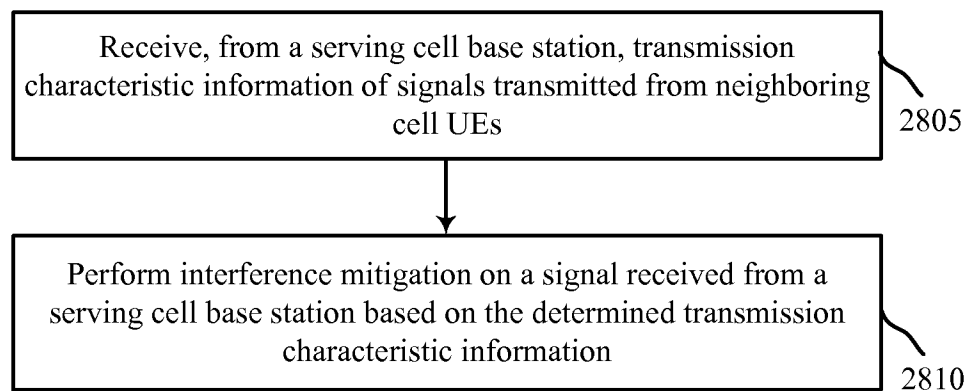 Receive, from a serving cell base station, transmission
characteristic information of signals transmitted from neighboring
cell UEs
2805
Perform interference mitigation on a signal received from a
serving cell base station based on the determined transmission
characteristic information
2810